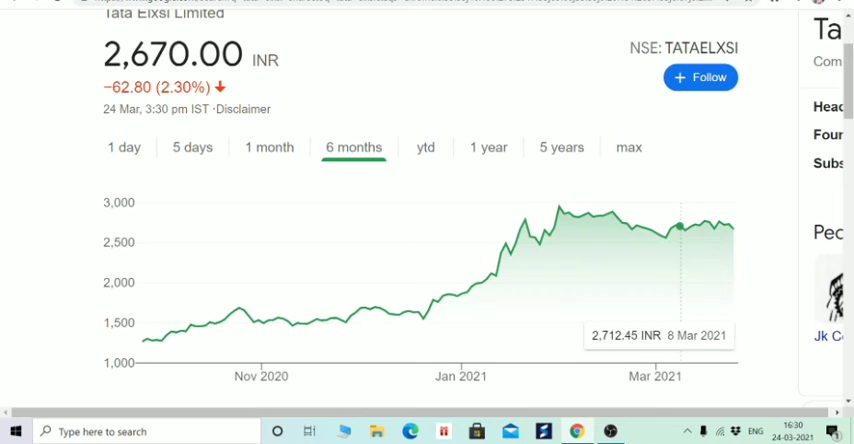 Tata Elxsi Limited
2,670.00 INR
NSE: TATAELXSI
−62.80 (2.30%)
+ Follow
24 Mar, 3:30 pm IST ·Disclaimer
1 day
5 days
1 month
6 months
ytd
1 year
5 years
max
3,000
2,500
2,000
1,500
1,000
2,712.45 INR 8 Mar 2021
Nov 2020
Jan 2021
Mar 2021
Ta
Com
Head
Foun
Subs
Peo
Jk C
Type here to search
ENG
16:30
24-03-2021